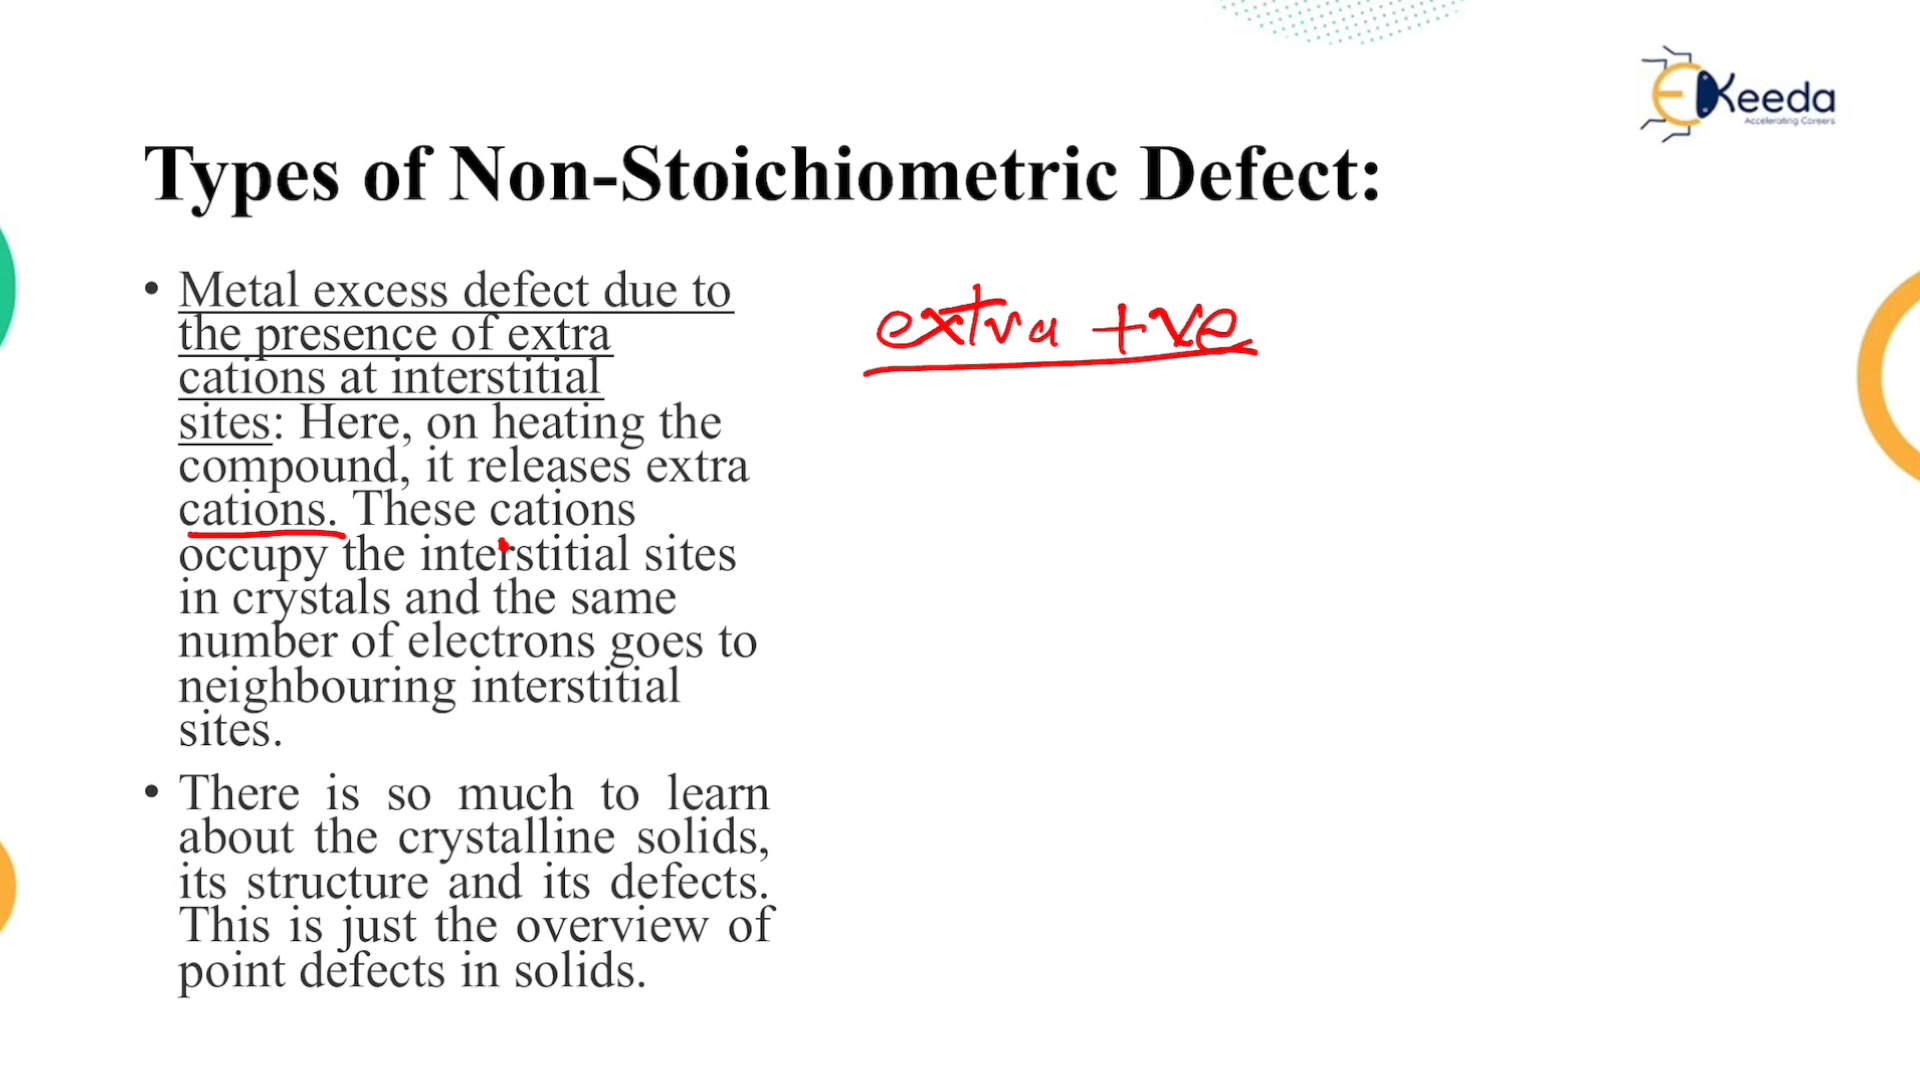 EKeeda
Accelerating Careers
Types of Non-Stoichiometric Defect:
• Metal excess defect due to
the presence of extra
cations at interstitial
sites: Here, on heating the
compound, it releases extra
cations. These cations
occupy the interstitial sites
in crystals and the same
number of electrons goes to
neighbouring interstitial
sites.
• There is so much to learn
about the crystalline solids,
its structure and its defects.
This is just the overview of
point defects in solids.
extra +ve